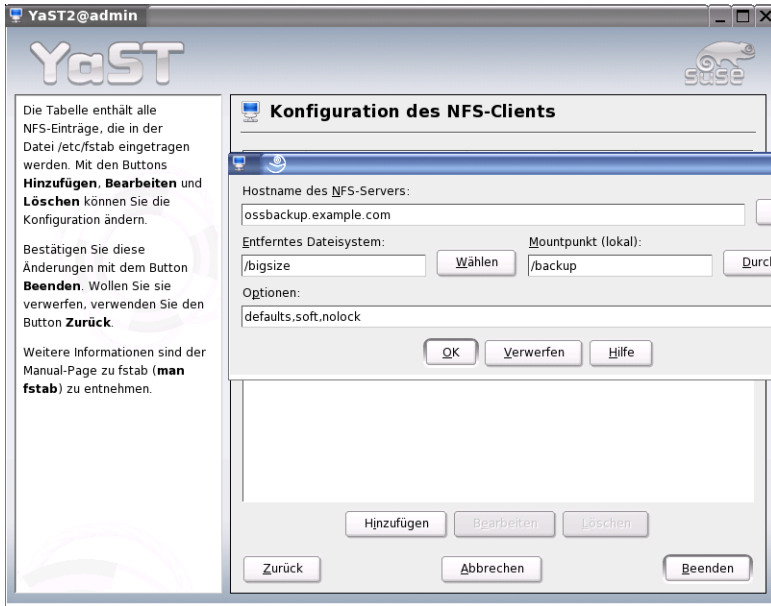 YaST2@admin
YaST
suse
Die Tabelle enthält alle
NFS-Einträge, die in der
Datei /etc/fstab eingetragen
werden. Mit den Buttons
Hinzufügen, Bearbeiten und
Löschen können Sie die
Konfiguration ändern.
Bestätigen Sie diese
Änderungen mit dem Button
Beenden. Wollen Sie sie
verwerfen, verwenden Sie den
Button Zurück.
Weitere Informationen sind der
Manual-Page zu fstab (man
fstab) zu entnehmen.
Konfiguration des NFS-Clients
Hostname des NFS-Servers:
ossbackup.example.com
Entferntes Dateisystem:
Mountpunkt (lokal):
/bigsize
Wählen
/backup
Durch
Optionen:
defaults,soft,nolock
OK
Verwerfen
Hilfe
Hinzufügen
Bearbeiten
Löschen
Zurück
Abbrechen
Beenden